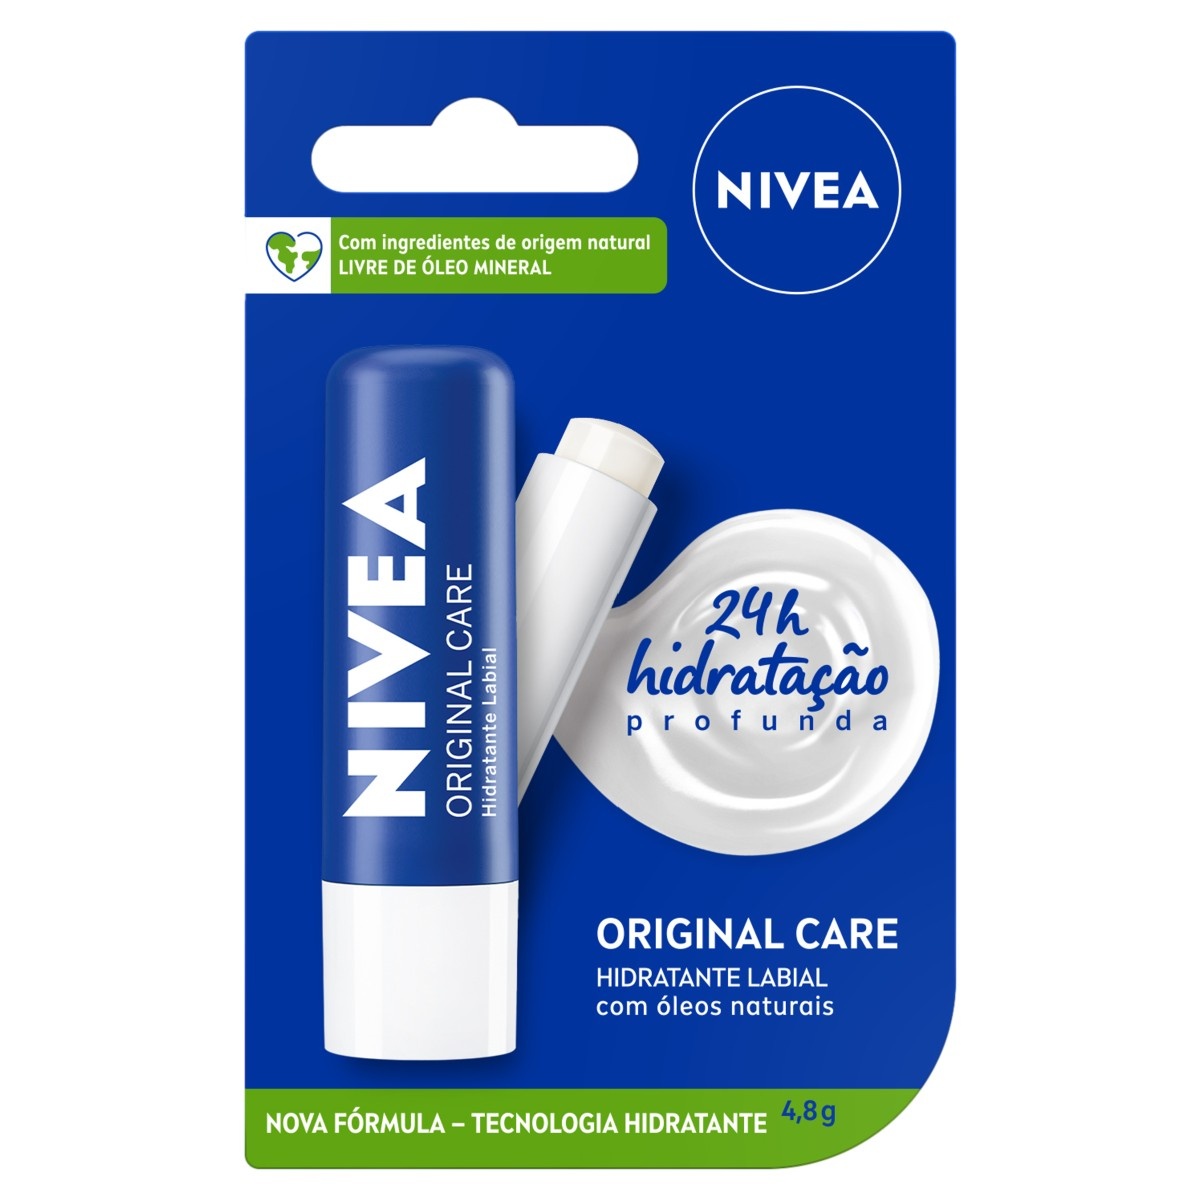 NIVEA
Com ingredientes de origem natural
LIVRE DE ÓLEO MINERAL
NIVEA
ORIGINAL CARE
Hidratante Labial
24h
hidratação
profunda
ORIGINAL CARE
HIDRATANTE LABIAL
com óleos naturais
NOVA FÓRMULA – TECNOLOGIA HIDRATANTE
4,8g